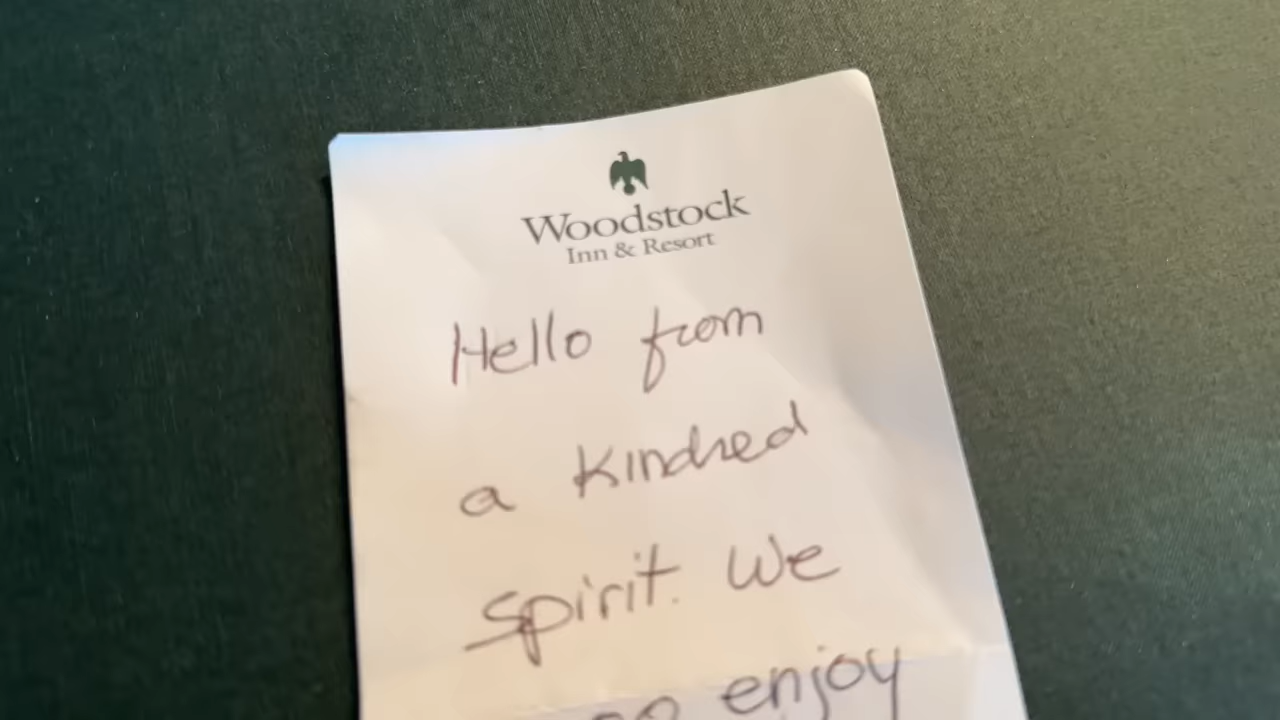 Woodstock
Inn & Resort
Hello from
a kindred
spirit. We
enjoy